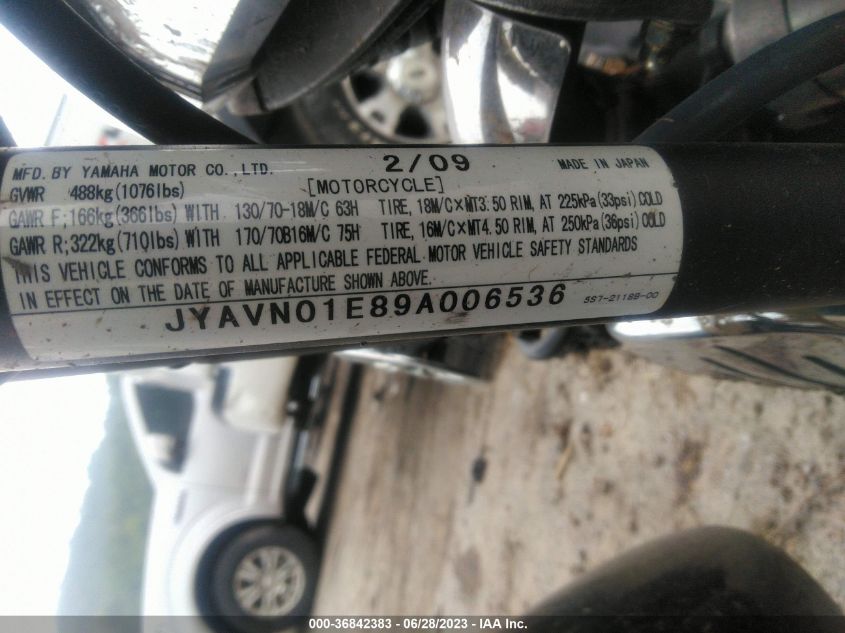 MFD. BY YAMAHA MOTOR CO.,LTD. 2/09 MADE IN JAPAN
GVWR 488kg(1076lbs) [MOTORCYCLE]
GAWR F;166kg(366lbs) WITH 130/70-18M/C 63H TIRE, 18M/C×MT3.50 RIM, AT 225kPa(33psi)COLD
GAWR R;322kg(710lbs) WITH 170/70B16M/C 75H TIRE, 16M/C×MT4.50 RIM, AT 250kPa(36psi)COLD
THIS VEHICLE CONFORMS TO ALL APPLICABLE FEDERAL MOTOR VEHICLE SAFETY STANDARDS
IN EFFECT ON THE DATE OF MANUFACTURE SHOWN ABOVE.
JYAVN01E89A006536 5S7-2118B-00
000-36842383 / 06/28/2023 - IAA Inc.